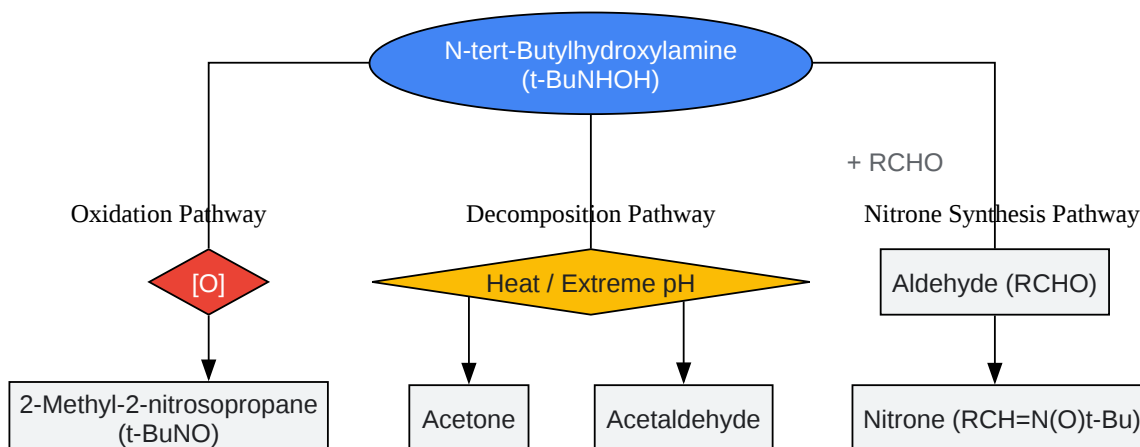 N-tert-Butylhydroxylamine
(t-BuNHOH)
+ RCHO
Oxidation Pathway
Decomposition Pathway
Nitrone Synthesis Pathway
[O]
Heat / Extreme pH
Aldehyde (RCHO)
2-Methyl-2-nitrosopropane
(t-BuNO)
Acetone
Acetaldehyde
Nitrone (RCH=N(O)t-Bu)